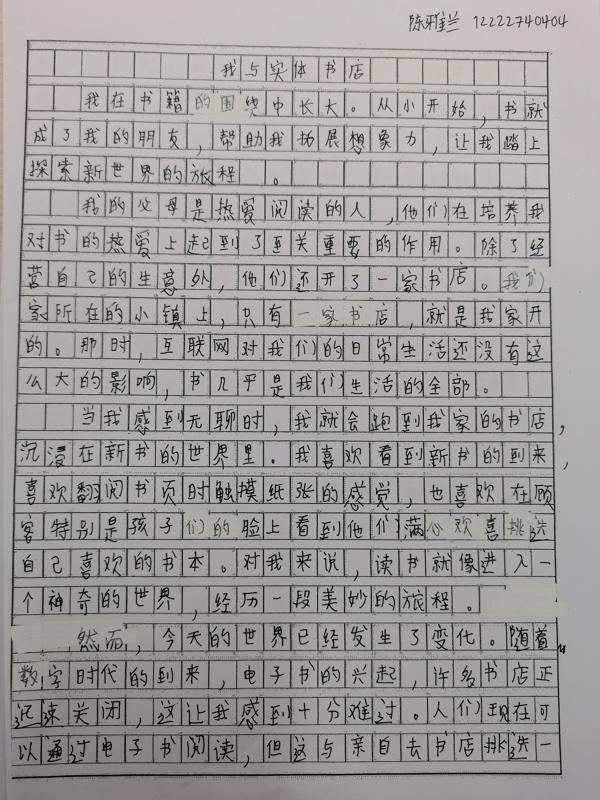 陈雅兰 12222740404
我与实体书店
我在书籍的围绕中长大。从小开始，书就
成了我的朋友，帮助我拓展想象力，让我踏上
探索新世界的旅程。
我的父母是热爱阅读的人，他们在培养我
对书的热爱上起到了至关重要的作用。除了经
营自己的生意外，他们还开了一家书店。我们
家所在的小镇上，只有一家书店，就是我家开
的。那时，互联网对我们的日常生活还没有这
么大的影响，书几乎是我们生活的全部。
当我感到无聊时，我就会跑到我家的书店，
沉浸在新书的世界里。我喜欢看到新书的到来，
喜欢翻阅书页时触摸纸张的感觉，也喜欢在顾
客特别是孩子们的脸上看到他们满心欢喜挑选
自己喜欢的书本。对我来说，读书就像进入一
个神奇的世界，经历一段美妙的旅程。
然而，今天的世界已经发生了变化。随着
数字时代的到来，电子书的兴起，许多书店正
迅速关闭，这让我感到十分难过。人们现在可
以通过电子书阅读，但这与亲自去书店挑选一